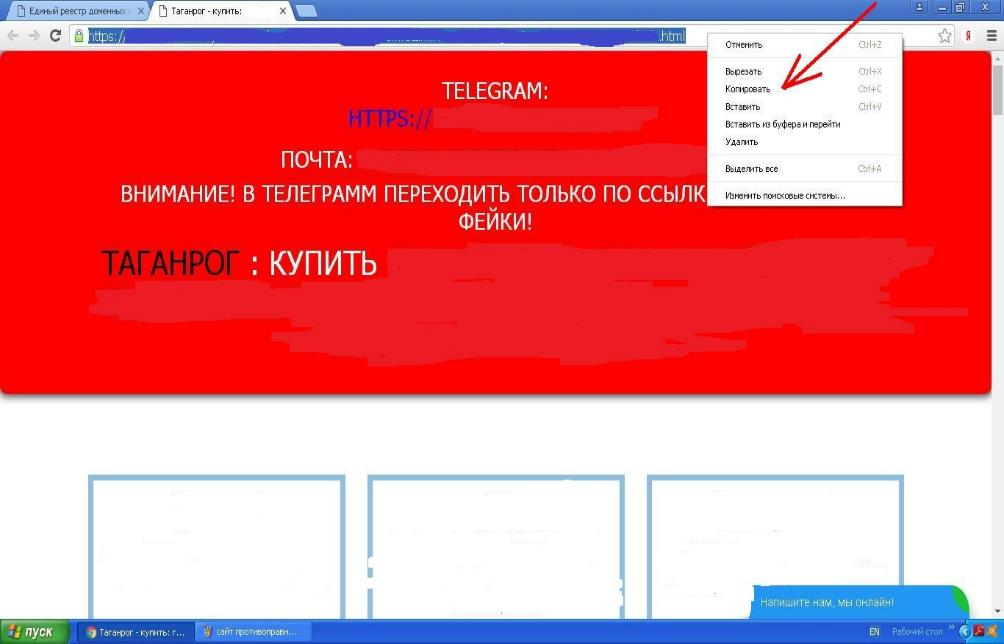 Единый реестр доменных
Таганрог - купить:
https:/
.html
Отменить Ctrl+Z
Вырезать Ctrl+X
Копировать Ctrl+C
Вставить Ctrl+V
Вставить из буфера и перейти
Удалить
Выделить все Ctrl+A
Изменить поисковые системы...
TELEGRAM:
HTTPS://
ПОЧТА:
ВНИМАНИЕ! В ТЕЛЕГРАММ ПЕРЕХОДИТЬ ТОЛЬКО ПО ССЫЛК
ФЕЙКИ!
ТАГАНРОГ : КУПИТЬ
Напишите нам, мы онлайн!
пуск
Таганрог - купить: г...
сайт противоправн...
EN
Рабочий стол